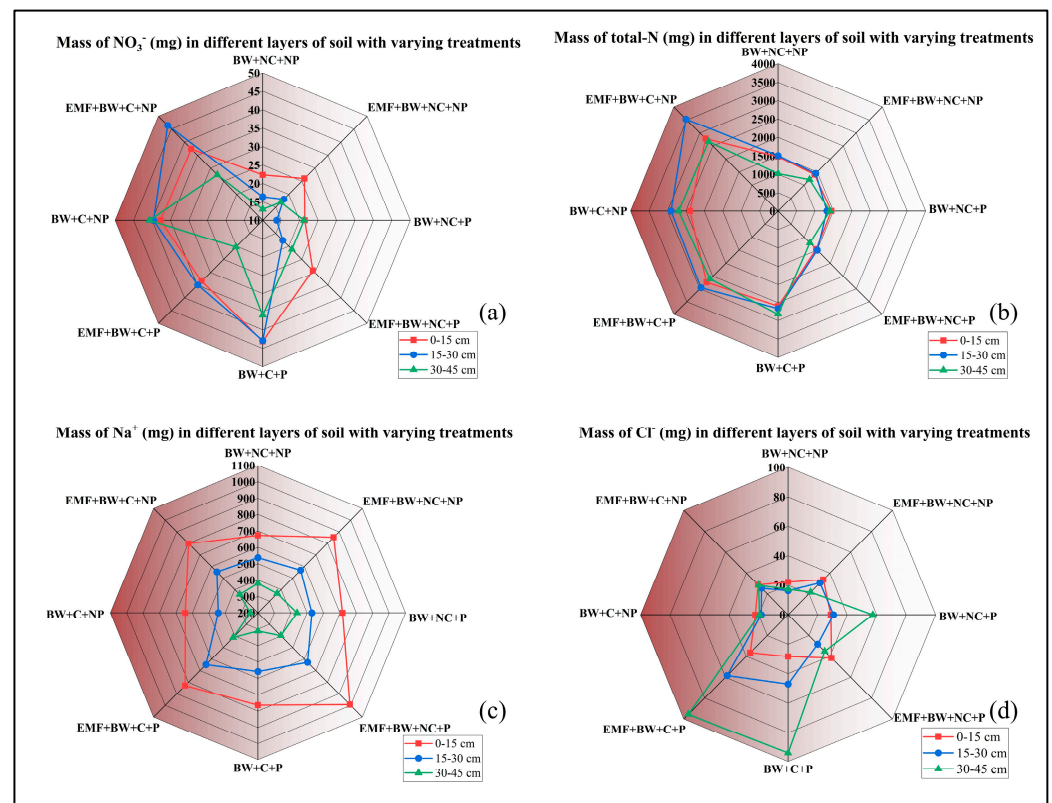 Mass of NO₃⁻ (mg) in different layers of soil with varying treatments
BW+NC+NP
50
45
40
35
30
25
20
15
10
EMF+BW+NC+NP
BW+NC+P
EMF+BW+NC+P
BW+C+P
EMF+BW+C+P
BW+C+NP
EMF+BW+C+NP
(a)
0-15 cm
15-30 cm
30-45 cm
Mass of total-N (mg) in different layers of soil with varying treatments
BW+NC+NP
4000
3500
3000
2500
2000
1500
1000
500
0
EMF+BW+NC+NP
BW+NC+P
EMF+BW+NC+P
BW+C+P
EMF+BW+C+P
BW+C+NP
EMF+BW+C+NP
(b)
0-15 cm
15-30 cm
30-45 cm
Mass of Na⁺ (mg) in different layers of soil with varying treatments
BW+NC+NP
1100
1000
900
800
700
600
500
400
300
200
EMF+BW+NC+NP
BW+NC+P
EMF+BW+NC+P
BW+C+P
EMF+BW+C+P
BW+C+NP
EMF+BW+C+NP
(c)
0-15 cm
15-30 cm
30-45 cm
Mass of Cl⁻ (mg) in different layers of soil with varying treatments
BW+NC+NP
100
80
60
40
20
0
EMF+BW+NC+NP
BW+NC+P
EMF+BW+NC+P
BW+C+P
EMF+BW+C+P
BW+C+NP
EMF+BW+C+NP
(d)
0-15 cm
15-30 cm
30-45 cm